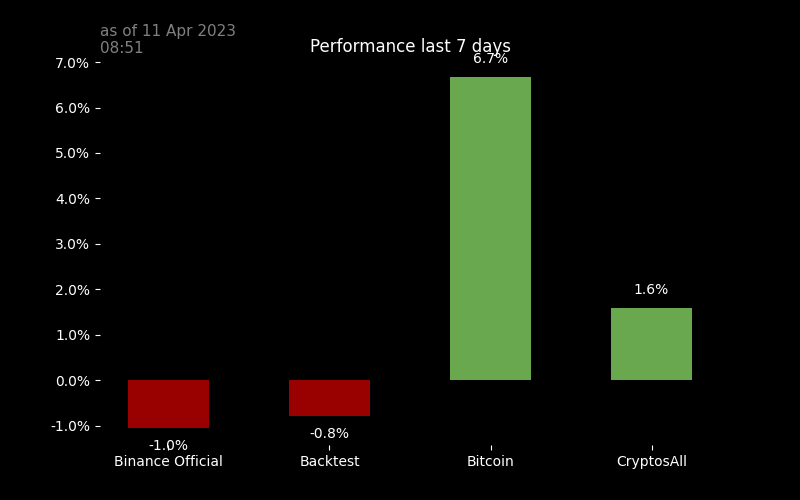 as of 11 Apr 2023
08:51
Performance last 7 days
7.0%
6.7%
6.0%
5.0%
4.0%
3.0%
2.0%
1.6%
1.0%
0.0%
-1.0%
-0.8%
-1.0%
Binance Official
Backtest
Bitcoin
CryptosAll